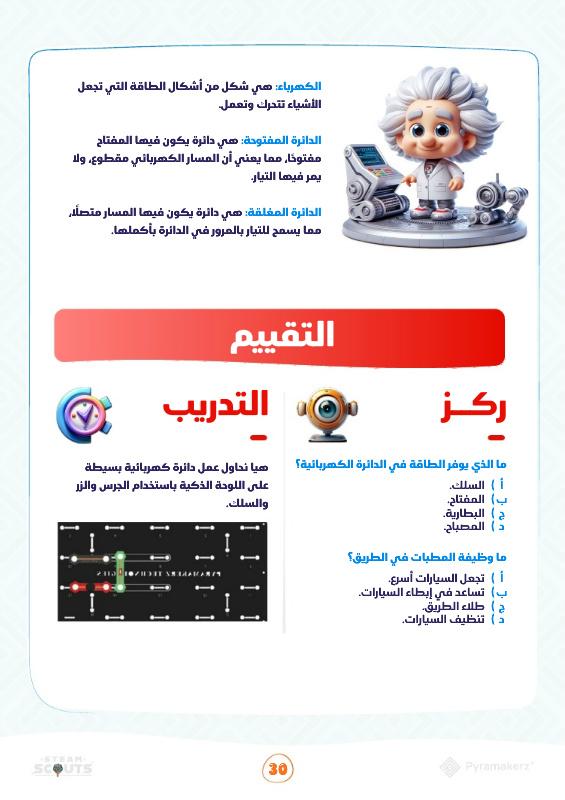 الكهرباء: هي شكل من أشكال الطاقة التي تجعل
الأشياء تتحرك وتعمل.
الدائرة المفتوحة: هي دائرة يكون فيها المفتاح
مفتوحًا، مما يعني أن المسار الكهربائي مقطوع، ولا
يمر فيها التيار.
الدائرة المغلقة: هي دائرة يكون فيها المسار متصلًا،
مما يسمح للتيار بالمرور في الدائرة بأكملها.
التقييم
ركــز
ما الذي يوفر الطاقة في الدائرة الكهربائية؟
أ ) السلك.
ب) المفتاح.
ج ) البطارية.
د ) المصباح.
ما وظيفة المطبات في الطريق؟
أ ) تجعل السيارات أسرع.
ب) تساعد في إبطاء السيارات.
ج ) طلاء الطريق.
د ) تنظيف السيارات.
التدريب
هيا نحاول عمل دائرة كهربائية بسيطة
على اللوحة الذكية باستخدام الجرس والزر
والسلك.
PYRAMAKERZ TECHNOLOGIES
STEAM
SCOUTS
30
Pyramakerz